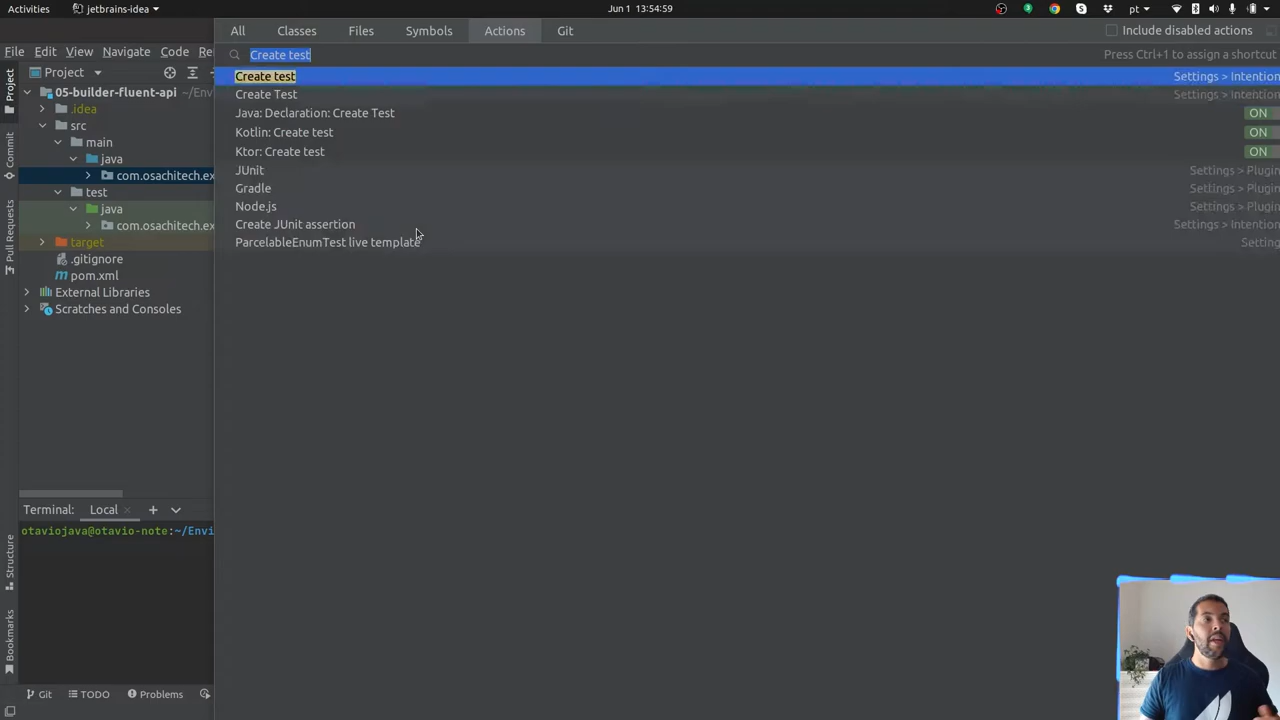 Activities
jetbrains-idea
Jun 1 13:54:59
3
pt
File Edit View Navigate Code Re
All Classes Files Symbols Actions Git
Include disabled actions
Project
Create test
Press Ctrl+1 to assign a shortcut
05-builder-fluent-api ~/Envi
.idea
src
main
java
com.osachitech.ex
test
java
com.osachitech.ex
target
.gitignore
pom.xml
External Libraries
Scratches and Consoles
Create test Settings > Intention
Create Test Settings > Intention
Java: Declaration: Create Test ON
Kotlin: Create test ON
Ktor: Create test ON
JUnit Settings > Plugin
Gradle Settings > Plugin
Node.js Settings > Plugin
Create JUnit assertion Settings > Intention
ParcelableEnumTest live template Setting
Project
Commit
Pull Requests
Structure
Bookmarks
Terminal: Local
otaviojava@otavio-note:~/Envi
Git TODO Problems